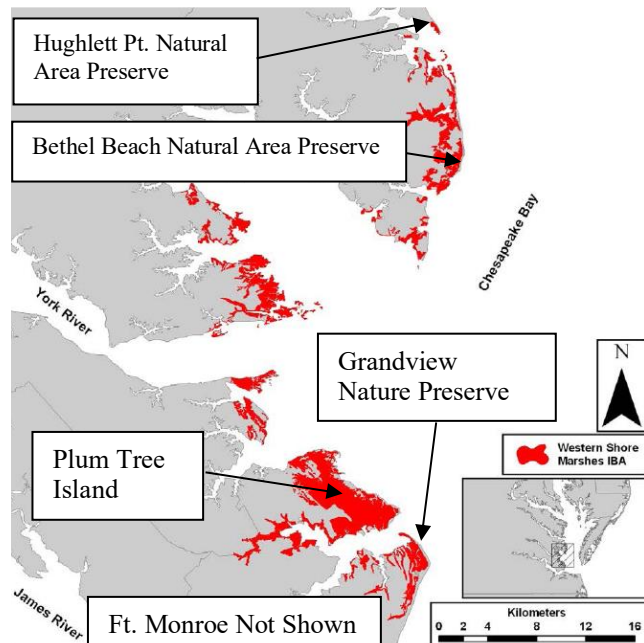 Hughlett Pt. Natural
Area Preserve
Bethel Beach Natural Area Preserve
Chesapeake Bay
York River
Grandview
Nature Preserve
N
Western Shore
Marshes IBA
Plum Tree
Island
James River
Ft. Monroe Not Shown
Kilometers
0 2 4 8 12 16